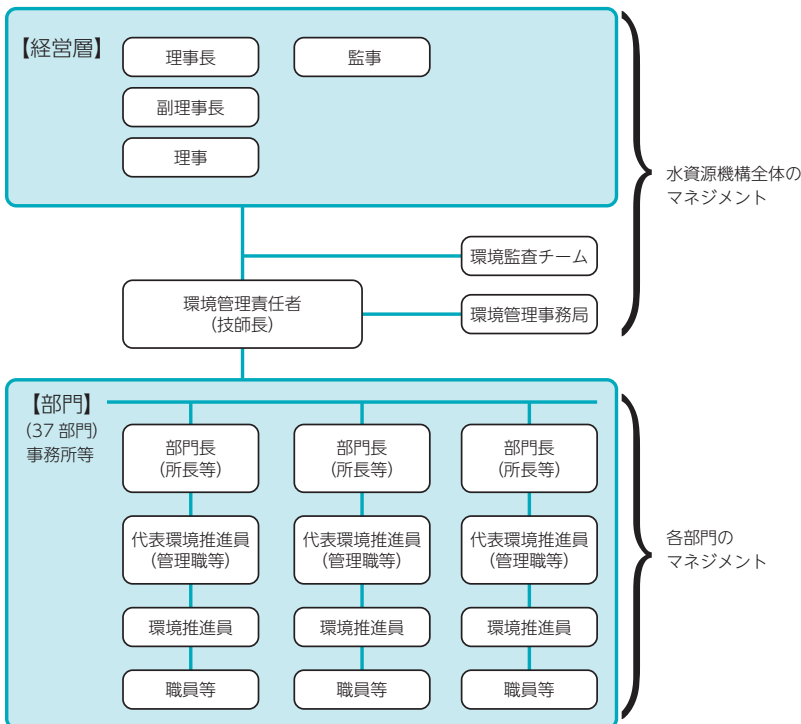 【経営層】
理事長
監事
副理事長
理事
水資源機構全体の
マネジメント
環境監査チーム
環境管理責任者
(技師長)
環境管理事務局
【部門】
(37 部門)
事務所等
部門長
(所長等)
部門長
(所長等)
部門長
(所長等)
代表環境推進員
(管理職等)
代表環境推進員
(管理職等)
代表環境推進員
(管理職等)
各部門の
マネジメント
環境推進員
環境推進員
環境推進員
職員等
職員等
職員等